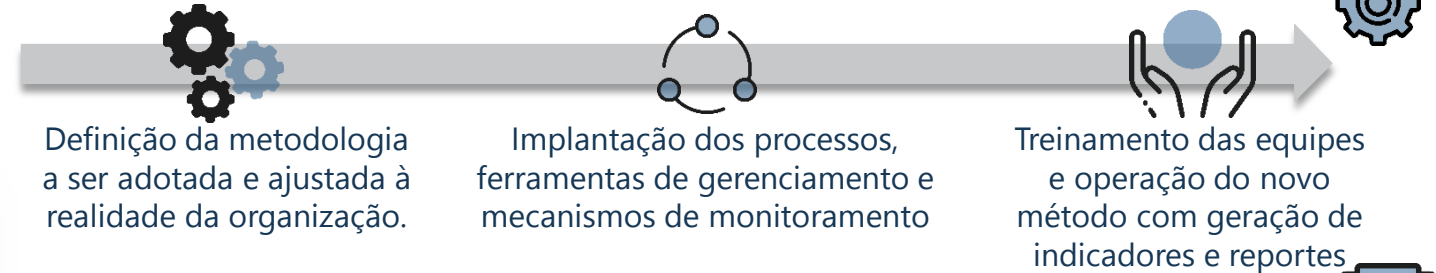 Definição da metodologia
a ser adotada e ajustada à
realidade da organização.
Implantação dos processos,
ferramentas de gerenciamento e
mecanismos de monitoramento
Treinamento das equipes
e operação do novo
método com geração de
indicadores e reportes